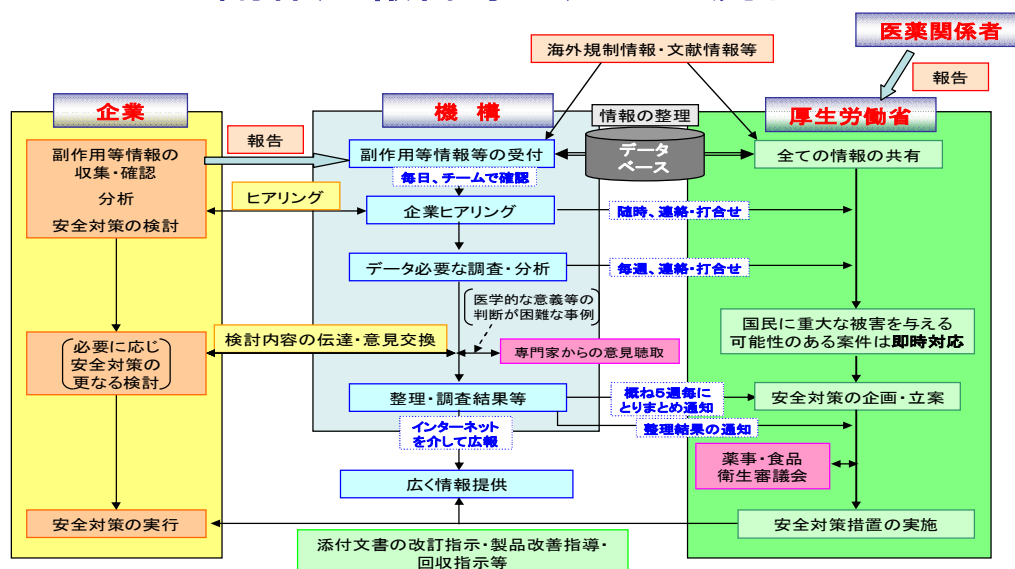 医薬関係者
海外規制情報・文献情報等
報告
企業
機構
情報の整理
厚生労働省
報告
データ
ベース
副作用等情報の
収集・確認
分析
安全対策の検討
副作用等情報等の受付
全ての情報の共有
毎日、チームで確認
ヒアリング
企業ヒアリング
随時、連絡・打合せ
データ必要な調査・分析
毎週、連絡・打合せ
医学的な意義等の
判断が困難な事例
国民に重大な被害を与える
可能性のある案件は即時対応
検討内容の伝達・意見交換
専門家からの意見聴取
必要に応じ
安全対策の
更なる検討
整理・調査結果等
概ね5週毎に
とりまとめ通知
安全対策の企画・立案
インターネット
を介して広報
整理結果の通知
薬事・食品
衛生審議会
広く情報提供
安全対策の実行
安全対策措置の実施
添付文書の改訂指示・製品改善指導・
回収指示等